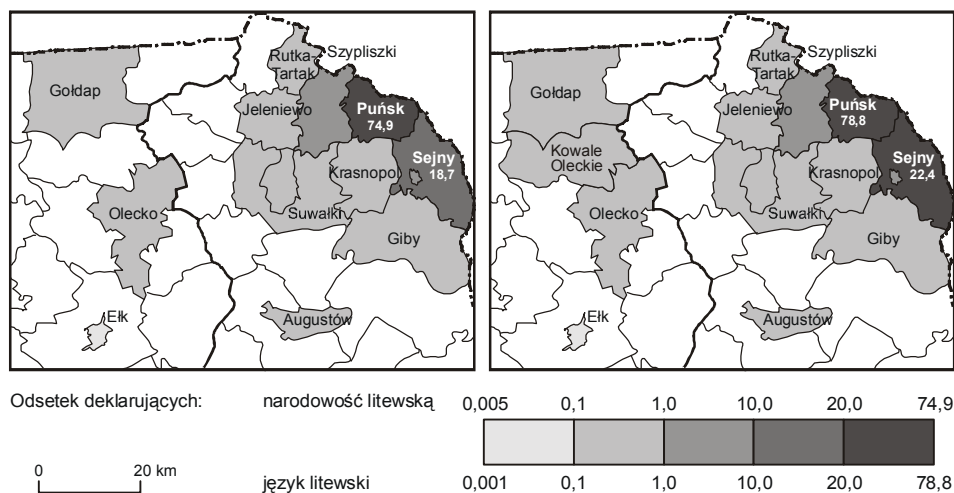 Szypliszki
Rutka-
Tartak
Gołdap
Jeleniewo
Puńsk
74,9
Sejny
18,7
Krasnopol
Olecko
Suwałki
Giby
Ełk
Augustów
Szypliszki
Rutka-
Tartak
Gołdap
Jeleniewo
Puńsk
78,8
Kowale
Oleckie
Sejny
22,4
Krasnopol
Olecko
Suwałki
Giby
Ełk
Augustów
Odsetek deklarujących: narodowość litewską 0,005 0,1 1,0 10,0 20,0 74,9
0 20 km
język litewski 0,001 0,1 1,0 10,0 20,0 78,8